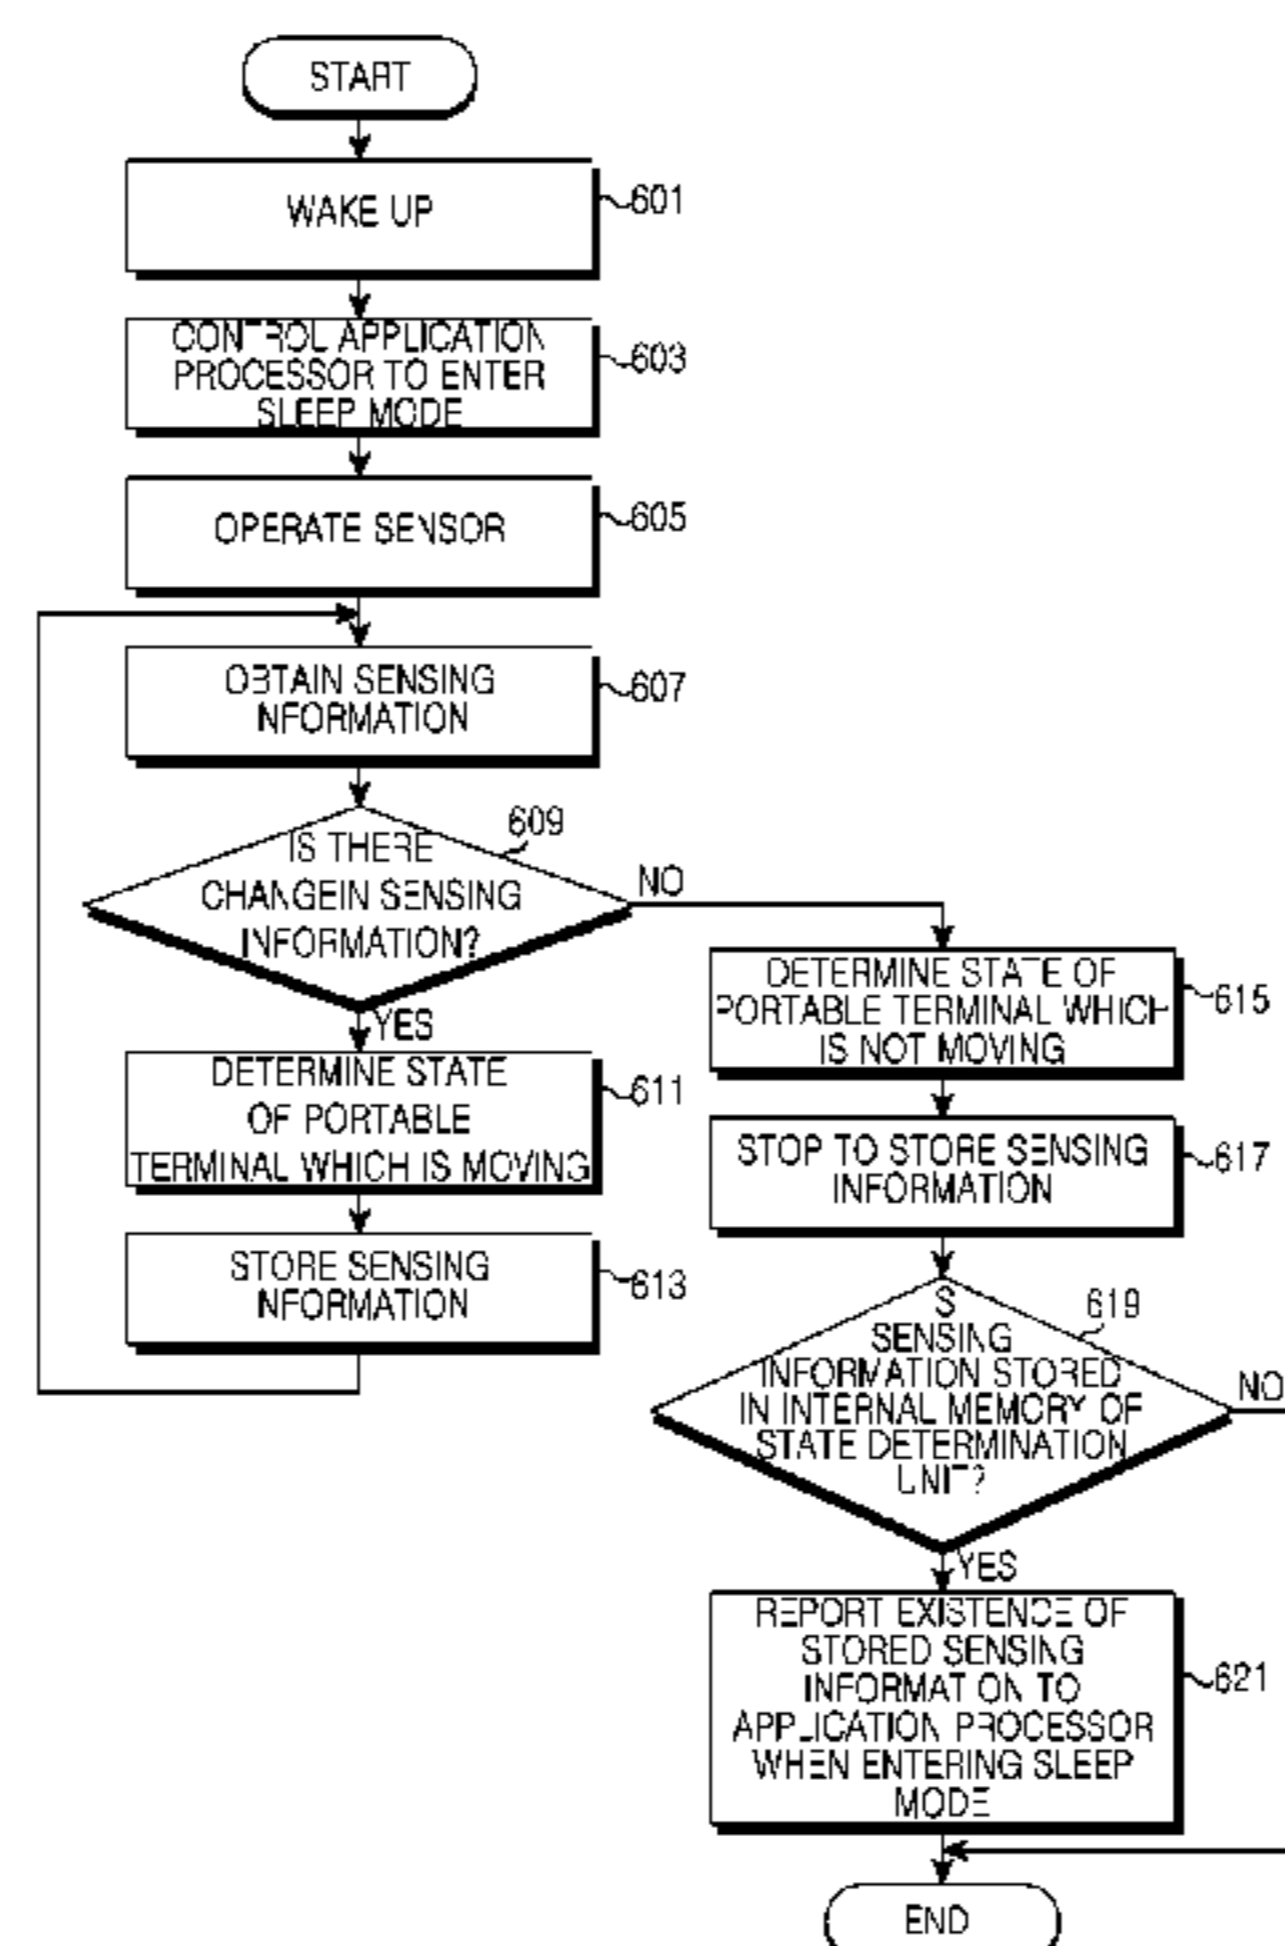 START
WAKE UP
601
CONTROL APPLICATION
PROCESSOR TO ENTER
SLEEP MODE
603
OPERATE SENSOR
605
OBTAIN SENSING
INFORMATION
607
609
IS THERE
CHANGEIN SENSING
INFORMATION?
NO
YES
DETERMINE STATE
OF PORTABLE
TERMINAL WHICH IS MOVING
611
STORE SENSING
INFORMATION
613
DETERMINE STATE OF
PORTABLE TERMINAL WHICH
IS NOT MOVING
615
STOP TO STORE SENSING
INFORMATION
617
619
IS
SENSING
INFORMATION STORED
IN INTERNAL MEMORY OF
STATE DETERMINATION
UNIT?
NO
YES
REPORT EXISTENCE OF
STORED SENSING
INFORMATION TO
APPLICATION PROCESSOR
WHEN ENTERING SLEEP
MODE
621
END